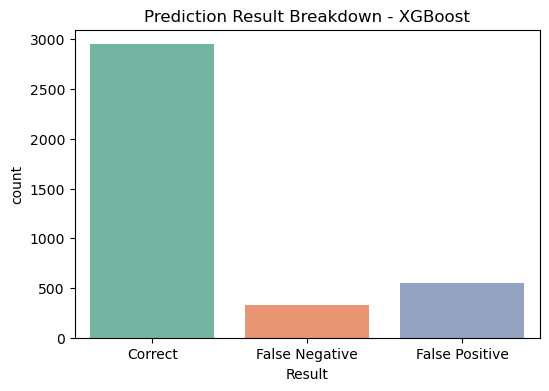 Prediction Result Breakdown - XGBoost
3000
2500
2000
1500
1000
500
0
count
Correct
False Negative
False Positive
Result